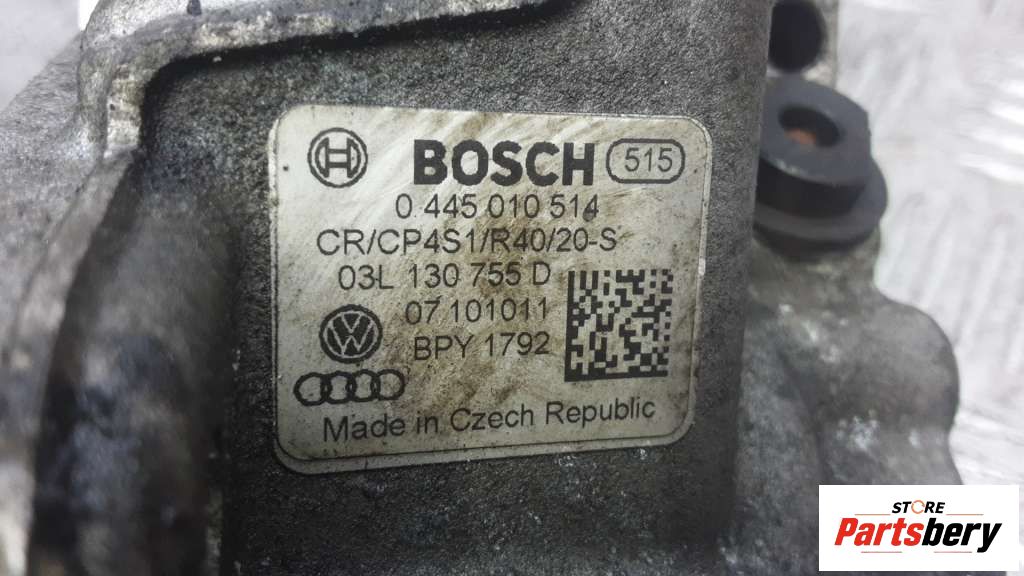 BOSCH 515
0 445 010 514
CR/CP4S1/R40/20-S
03L 130 755 D
07 101011
BPY 1792
Made in Czech Republic
STORE
Partsbery